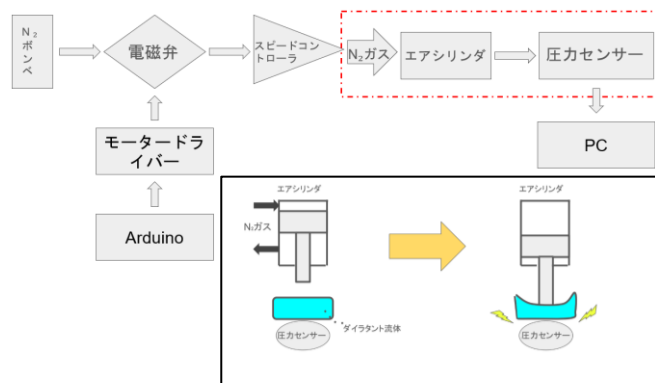 N₂
ボ
ン
ベ
電磁弁
スピードコン
トローラ
N₂ガス
エアシリンダ
圧力センサー
モータードラ
イバー
PC
Arduino
エアシリンダ
N₂ガス
ダイラタント流体
圧力センサー
エアシリンダ
圧力センサー